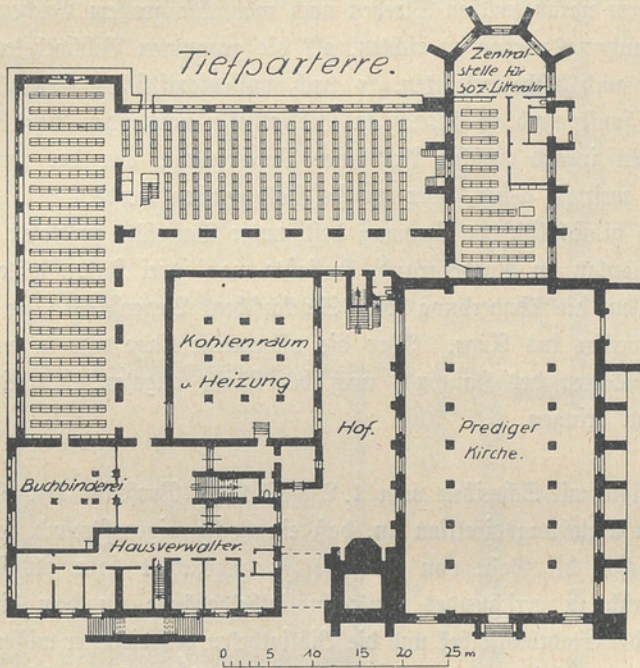 Tiefparterre.
Zentral-
stelle für
soz. Litteratur
Kohlenraum
u. Heizung
Hof.
Prediger
Kirche.
Buchbinderei
Hausverwalter.
0 5 10 15 20 25 m